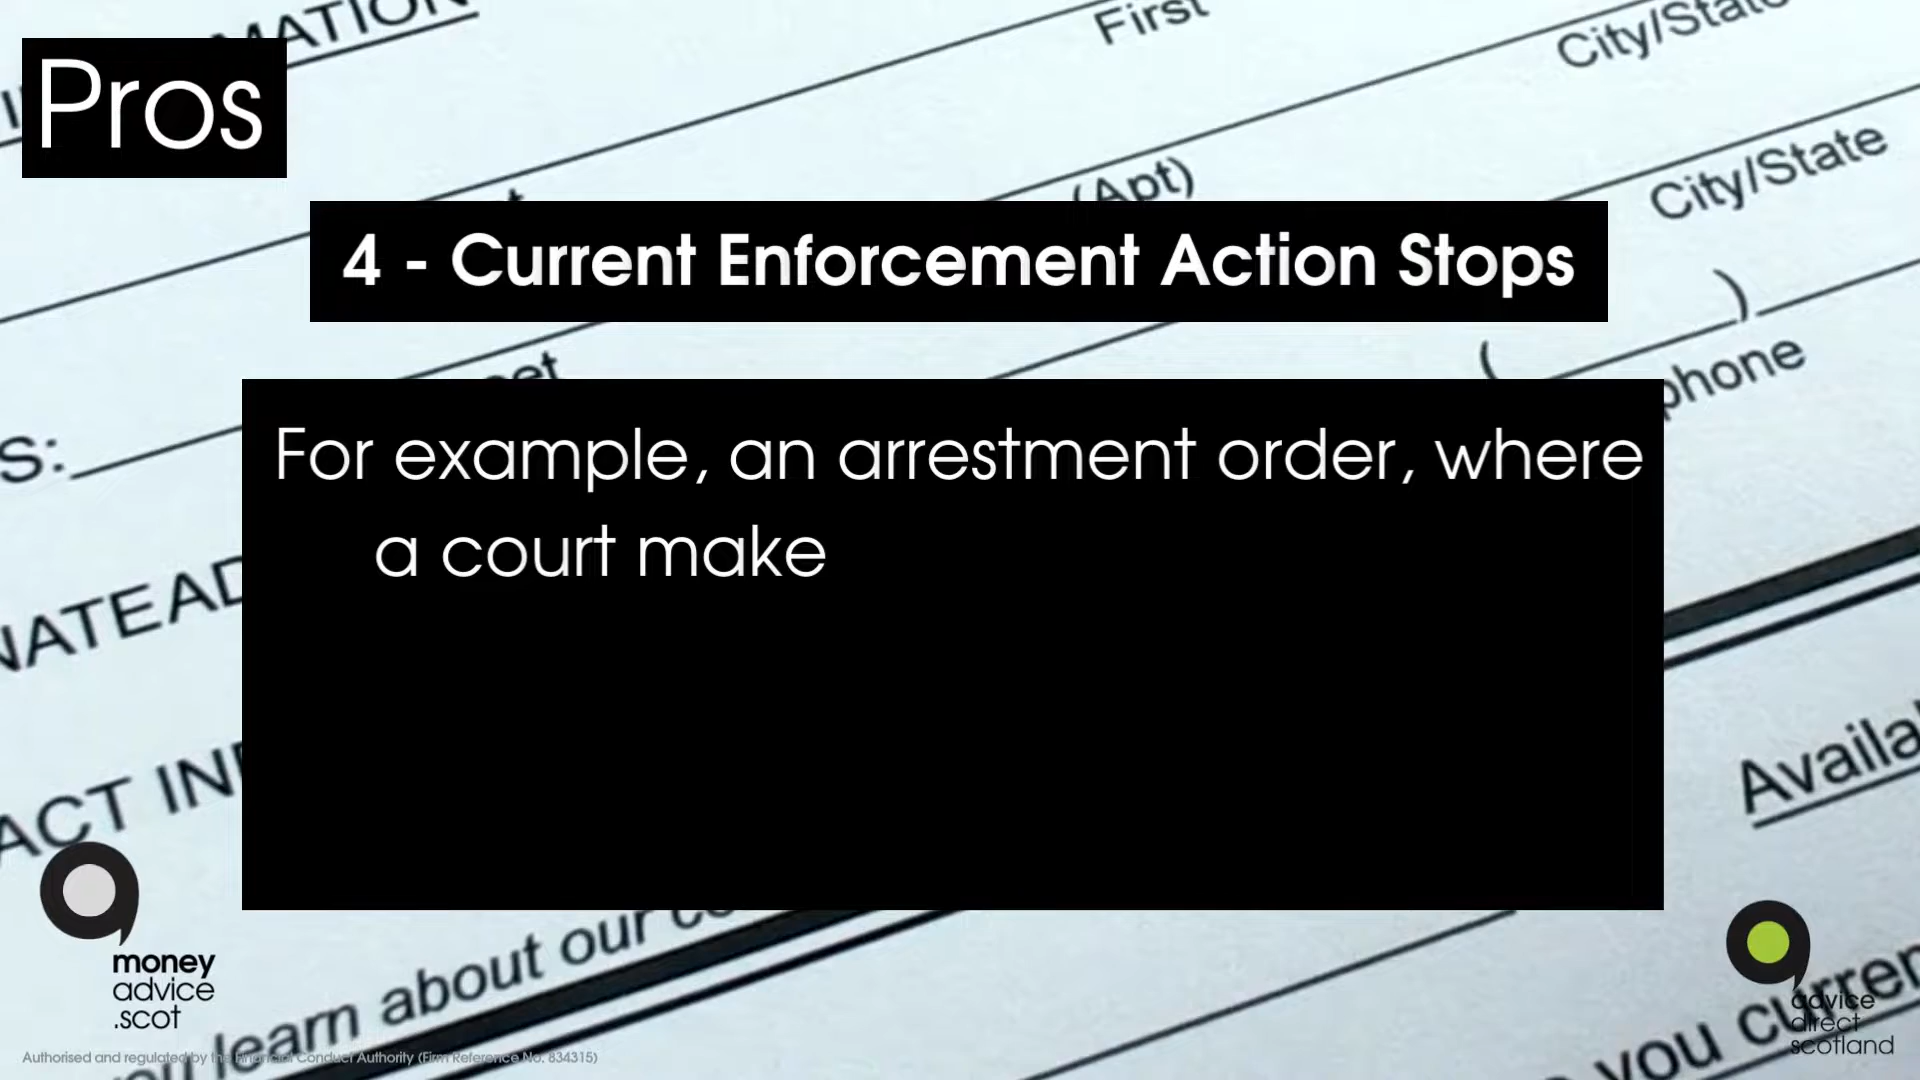 MATION
First
City/State
Pros
(Apt)
City/State
4 - Current Enforcement Action Stops
( )
phone
S:
For example, an arrestment order, where
a court make
ACT IN
Availa
learn about our co
you curren
money
advice
.scot
advice
direct
scotland
Authorised and regulated by the Financial Conduct Authority (Firm Reference No. 834315)